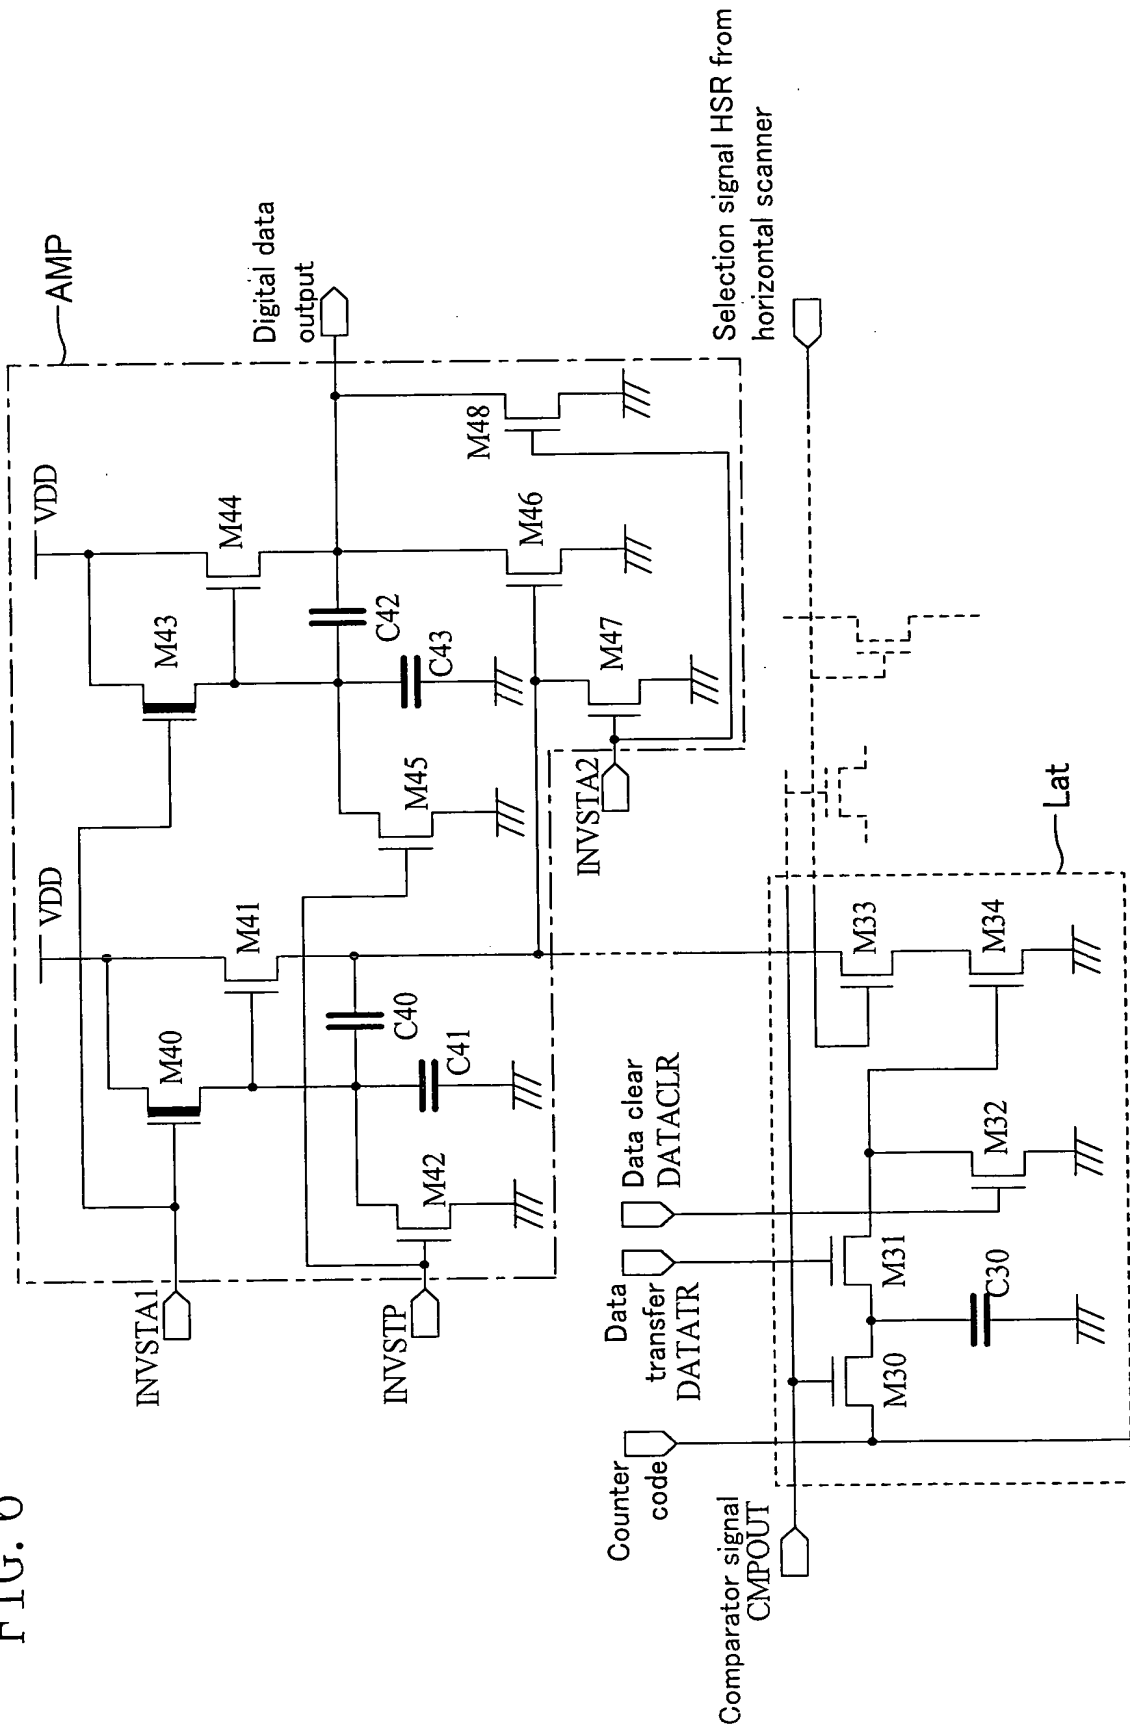 FIG. 6
AMP
VDD
VDD
M43
M44
M40
M41
INVSTA1
Digital data
output
C42
C43
C40
C41
M45
M42
INVSTP
M48
M46
M47
INVSTA2
Selection signal HSR from
horizontal scanner
Data clear
DATACLR
Data
transfer
DATATR
Counter
code
Comparator signal
CMPOUT
Lat
M33
M34
M32
M31
C30
M30